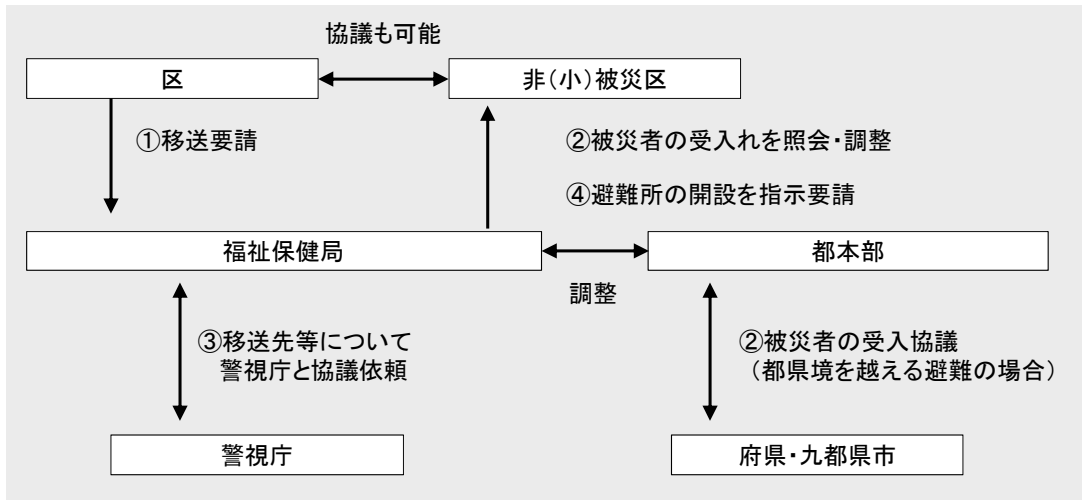 協議も可能
区
非(小)被災区
①移送要請
②被災者の受入れを照会・調整
④避難所の開設を指示要請
福祉保健局
都本部
調整
③移送先等について
警視庁と協議依頼
②被災者の受入協議
(都県境を越える避難の場合)
警視庁
府県・九都県市